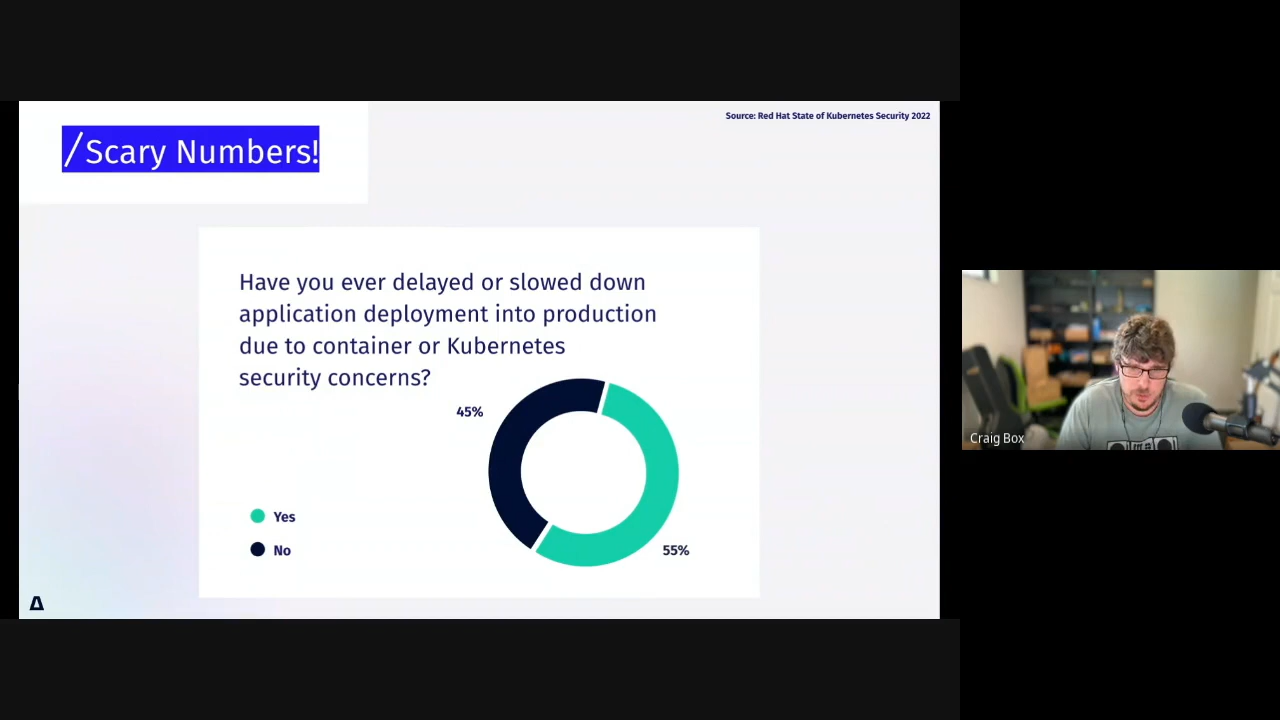 /Scary Numbers!
Source: Red Hat State of Kubernetes Security 2022
Have you ever delayed or slowed down
application deployment into production
due to container or Kubernetes
security concerns?
45%
Yes
No
55%
Craig Box